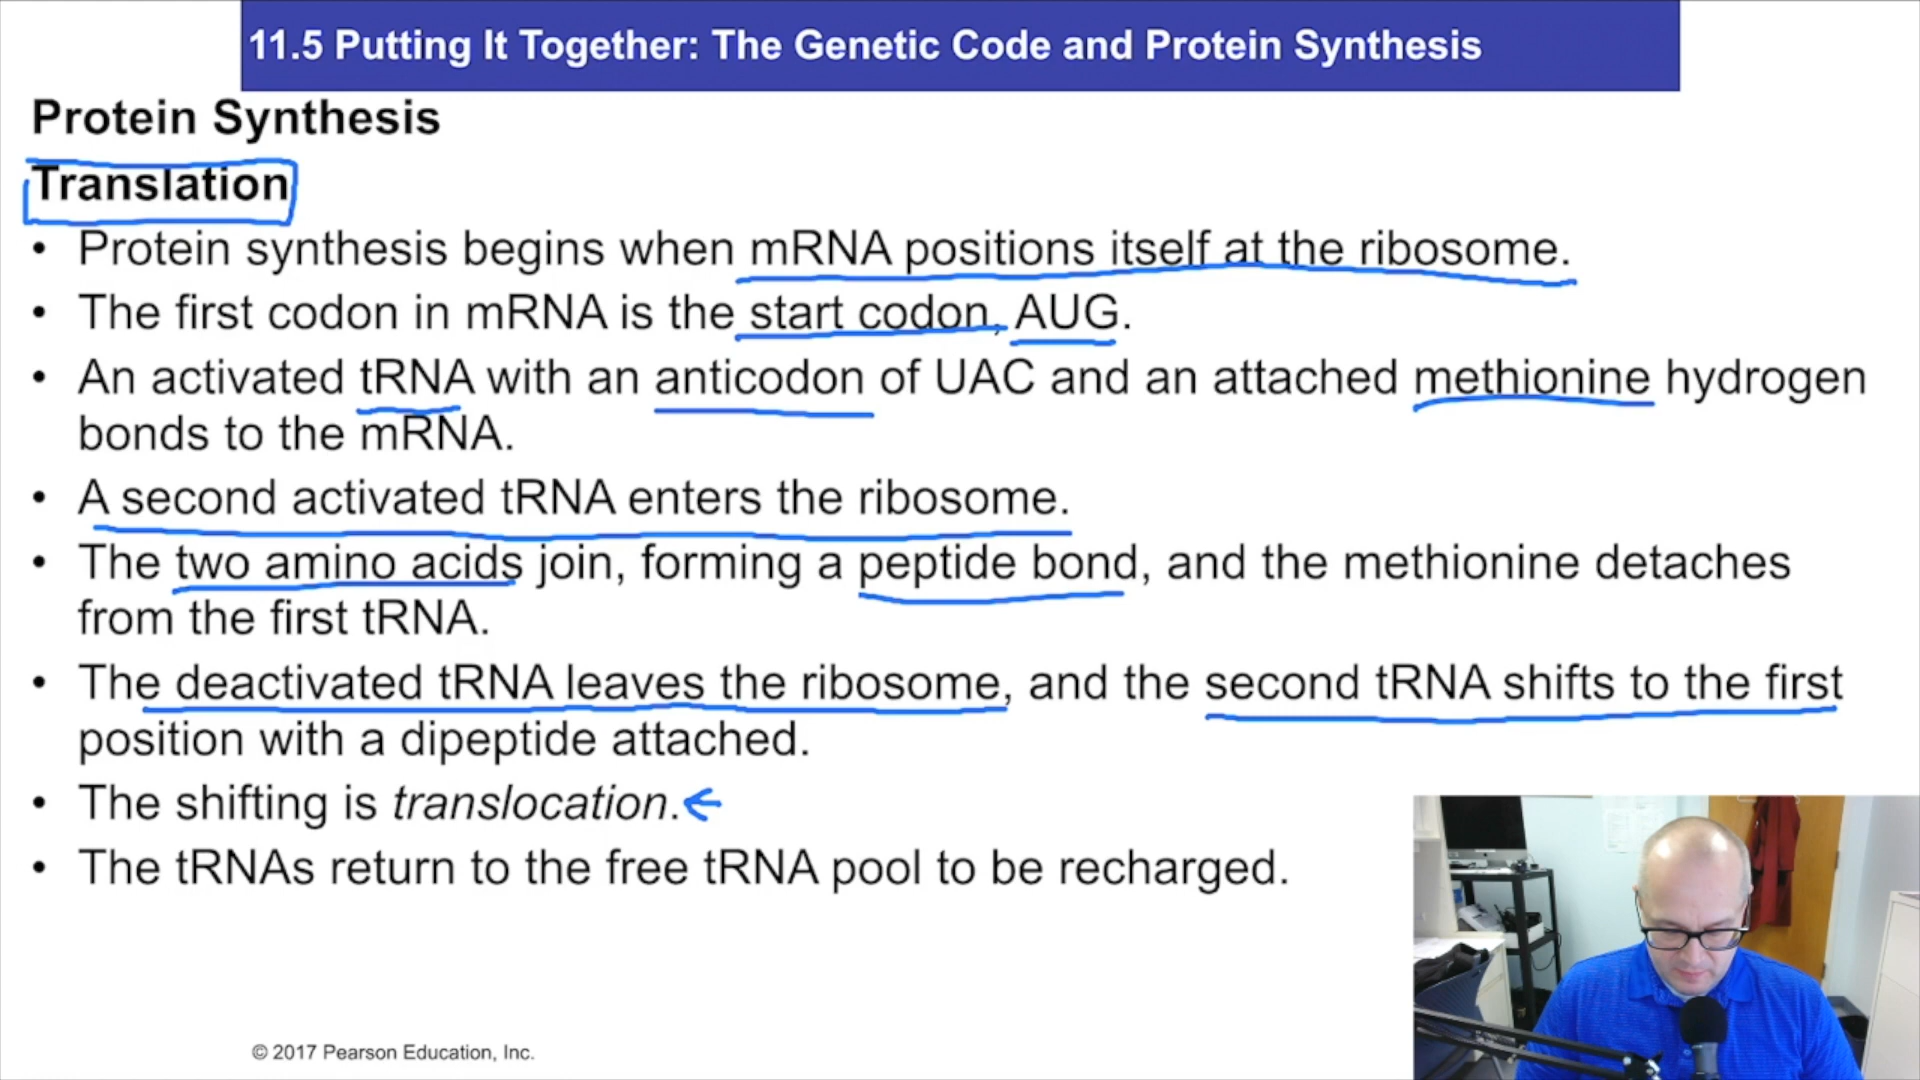 11.5 Putting It Together: The Genetic Code and Protein Synthesis
Protein Synthesis
Translation
• Protein synthesis begins when mRNA positions itself at the ribosome.
• The first codon in mRNA is the start codon, AUG.
• An activated tRNA with an anticodon of UAC and an attached methionine hydrogen
bonds to the mRNA.
• A second activated tRNA enters the ribosome.
• The two amino acids join, forming a peptide bond, and the methionine detaches
from the first tRNA.
• The deactivated tRNA leaves the ribosome, and the second tRNA shifts to the first
position with a dipeptide attached.
• The shifting is translocation.
• The tRNAs return to the free tRNA pool to be recharged.
© 2017 Pearson Education, Inc.